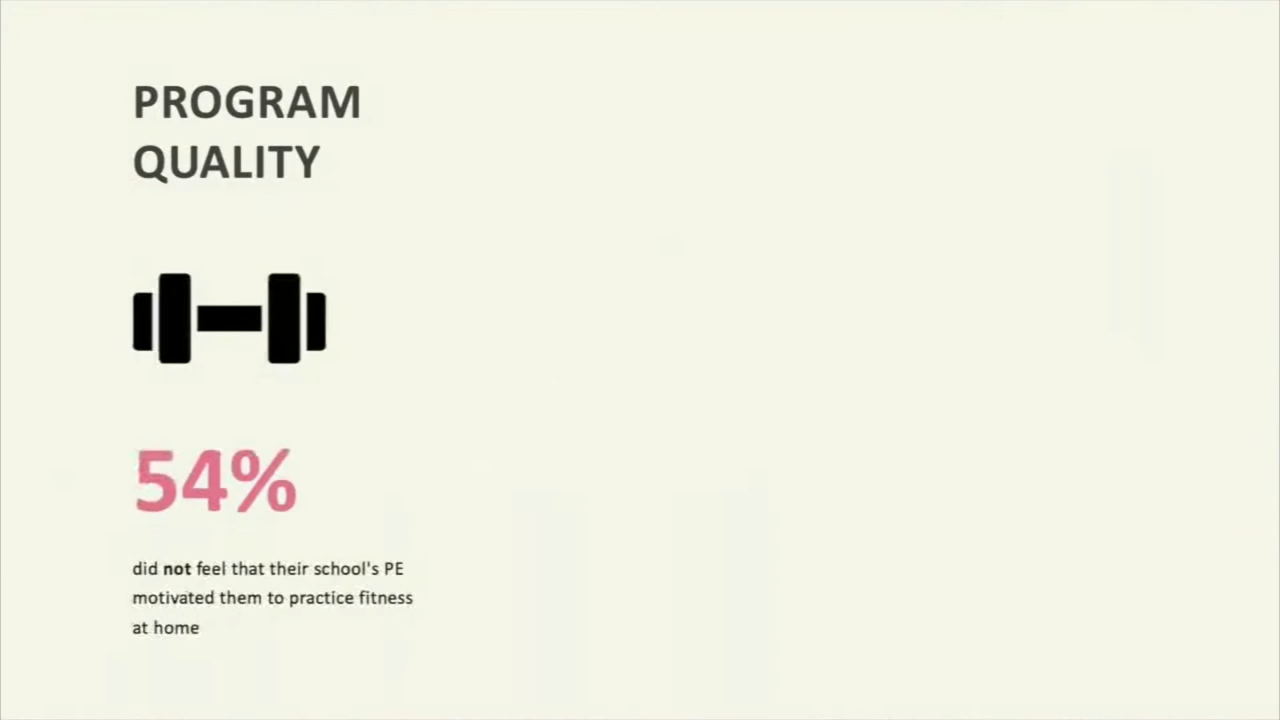 PROGRAM
QUALITY
54%
did not feel that their school's PE
motivated them to practice fitness
at home